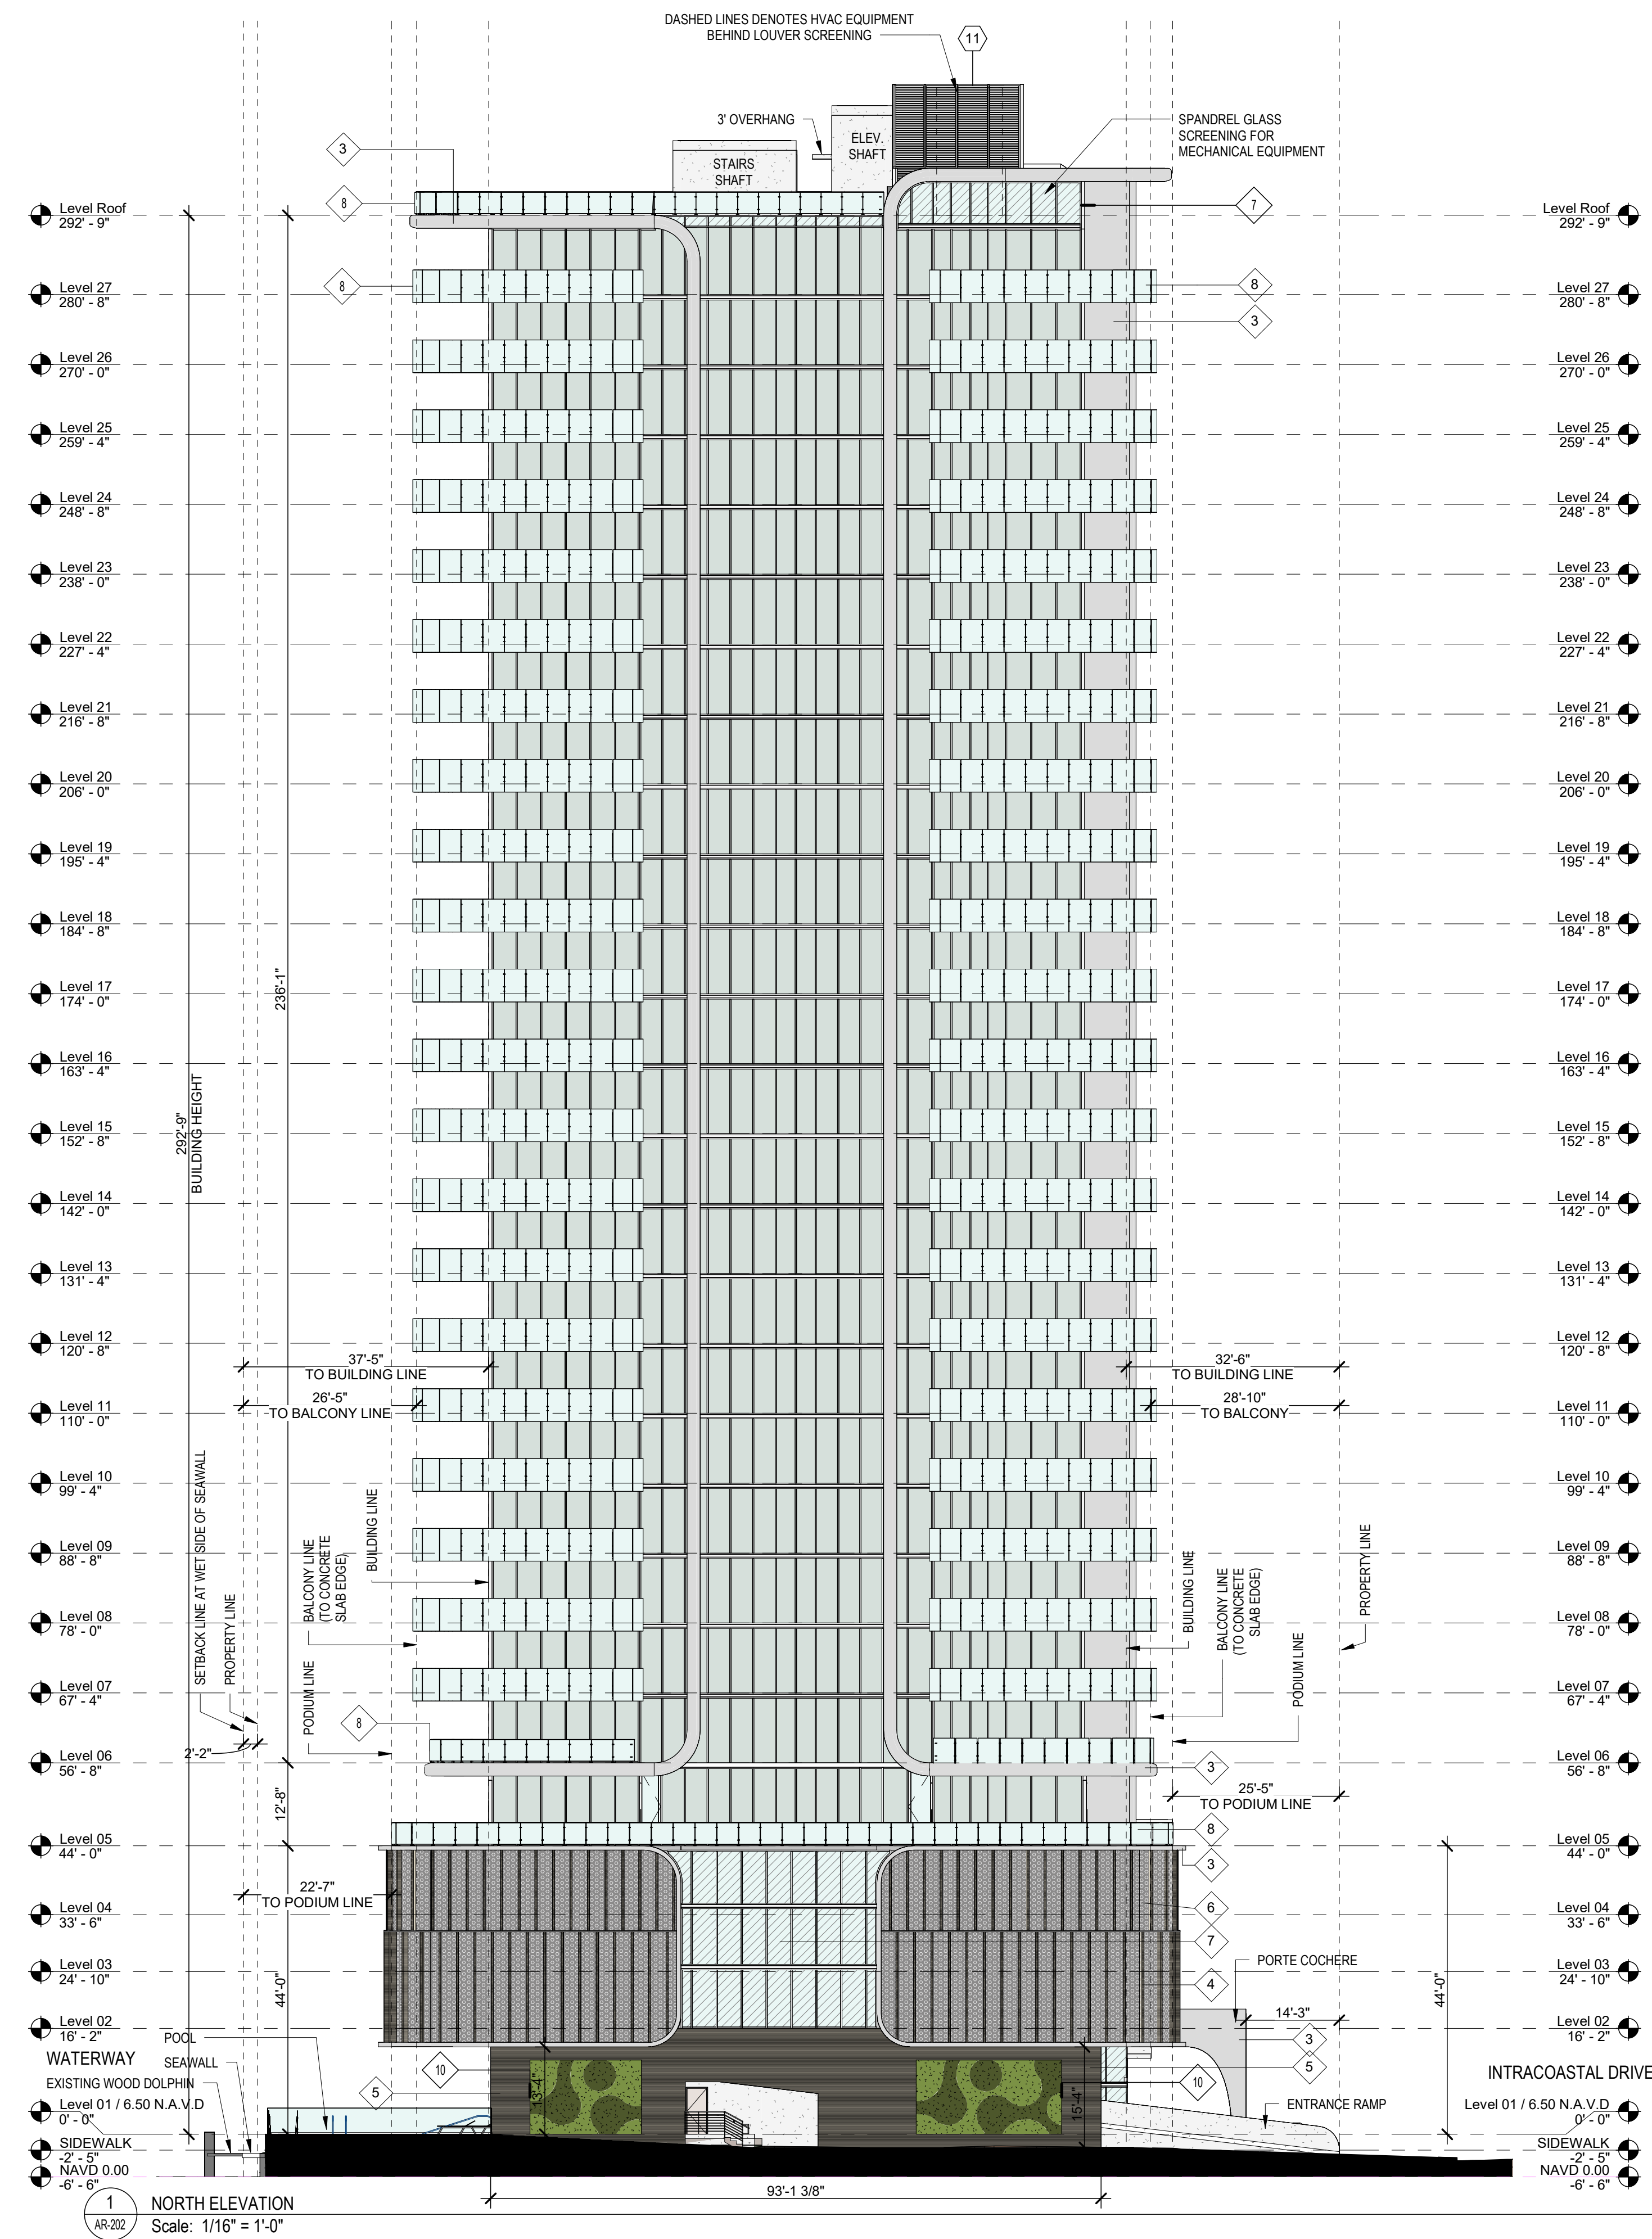 DASHED LINES DENOTES HVAC EQUIPMENT
BEHIND LOUVER SCREENING
11
3' OVERHANG
ELEV.
SHAFT
STAIRS
SHAFT
SPANDREL GLASS
SCREENING FOR
MECHANICAL EQUIPMENT
3
8
7
8
8
3
Level Roof
292' - 9"
Level 27
280' - 8"
Level 26
270' - 0"
Level 25
259' - 4"
Level 24
248' - 8"
Level 23
238' - 0"
Level 22
227' - 4"
Level 21
216' - 8"
Level 20
206' - 0"
Level 19
195' - 4"
Level 18
184' - 8"
Level 17
174' - 0"
Level 16
163' - 4"
Level 15
152' - 8"
Level 14
142' - 0"
Level 13
131' - 4"
Level 12
120' - 8"
Level 11
110' - 0"
Level 10
99' - 4"
Level 09
88' - 8"
Level 08
78' - 0"
Level 07
67' - 4"
Level 06
56' - 8"
Level 05
44' - 0"
Level 04
33' - 6"
Level 03
24' - 10"
Level 02
16' - 2"
WATERWAY
EXISTING WOOD DOLPHIN
Level 01 / 6.50 N.A.V.D
0' - 0"
SIDEWALK
-2' - 5"
NAVD 0.00
-6' - 6"
POOL
SEAWALL
292'-9"
BUILDING HEIGHT
236'-1"
12'-8"
44'-0"
37'-5"
TO BUILDING LINE
26'-5"
TO BALCONY LINE
SETBACK LINE AT WET SIDE OF SEAWALL
PROPERTY LINE
PODIUM LINE
BALCONY LINE
(TO CONCRETE
SLAB EDGE)
BUILDING LINE
2'-2"
8
22'-7"
TO PODIUM LINE
32'-6"
TO BUILDING LINE
28'-10"
TO BALCONY
BUILDING LINE
BALCONY LINE
(TO CONCRETE
SLAB EDGE)
PODIUM LINE
PROPERTY LINE
3
25'-5"
TO PODIUM LINE
8
3
6
7
4
PORTE COCHERE
14'-3"
44'-0"
3
5
10
5
10
13'-4"
15'-4"
ENTRANCE RAMP
Level Roof
292' - 9"
Level 27
280' - 8"
Level 26
270' - 0"
Level 25
259' - 4"
Level 24
248' - 8"
Level 23
238' - 0"
Level 22
227' - 4"
Level 21
216' - 8"
Level 20
206' - 0"
Level 19
195' - 4"
Level 18
184' - 8"
Level 17
174' - 0"
Level 16
163' - 4"
Level 15
152' - 8"
Level 14
142' - 0"
Level 13
131' - 4"
Level 12
120' - 8"
Level 11
110' - 0"
Level 10
99' - 4"
Level 09
88' - 8"
Level 08
78' - 0"
Level 07
67' - 4"
Level 06
56' - 8"
Level 05
44' - 0"
Level 04
33' - 6"
Level 03
24' - 10"
Level 02
16' - 2"
INTRACOASTAL DRIVE
Level 01 / 6.50 N.A.V.D
0' - 0"
SIDEWALK
-2' - 5"
NAVD 0.00
-6' - 6"
93'-1 3/8"
1
AR-202
NORTH ELEVATION
Scale: 1/16" = 1'-0"